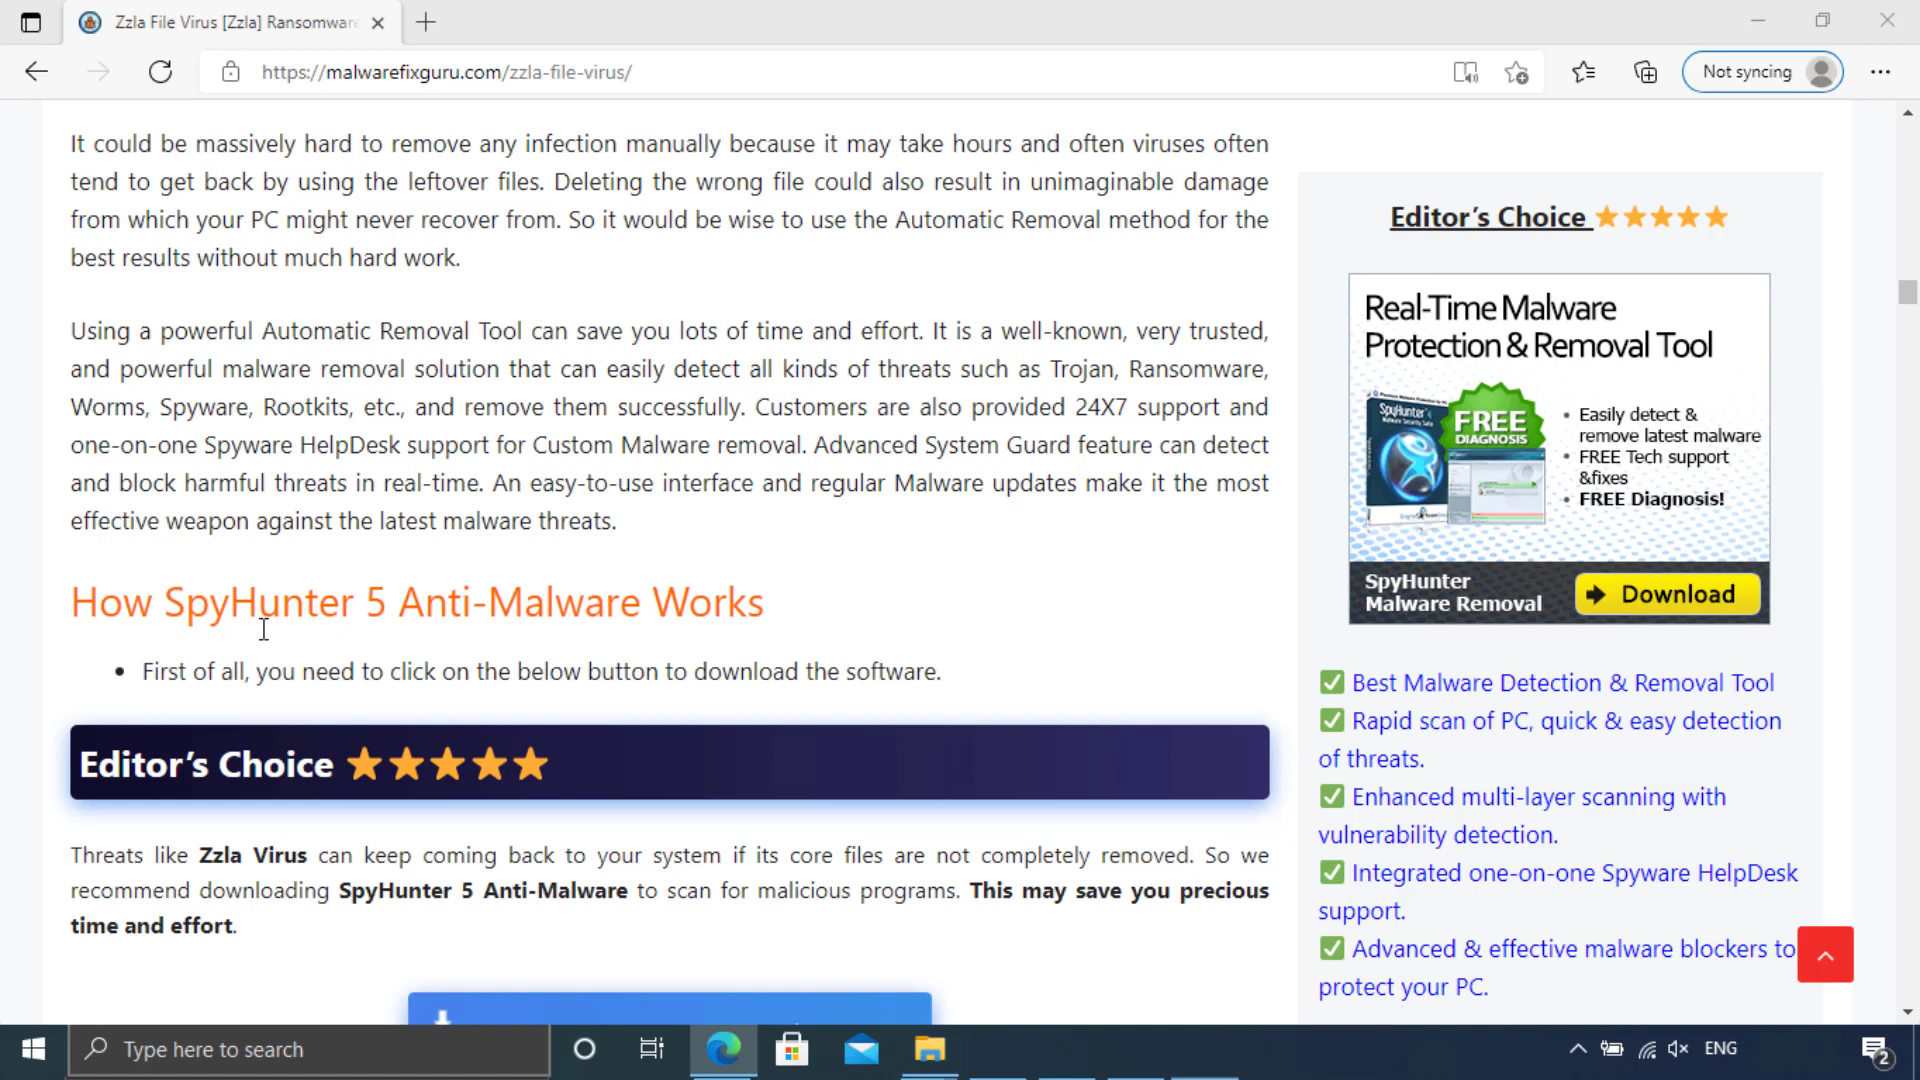 Zzla File Virus [Zzla] Ransomware
https://malwarefixguru.com/zzla-file-virus/
Not syncing
It could be massively hard to remove any infection manually because it may take hours and often viruses often
tend to get back by using the leftover files. Deleting the wrong file could also result in unimaginable damage
from which your PC might never recover from. So it would be wise to use the Automatic Removal method for the
best results without much hard work.
Using a powerful Automatic Removal Tool can save you lots of time and effort. It is a well-known, very trusted,
and powerful malware removal solution that can easily detect all kinds of threats such as Trojan, Ransomware,
Worms, Spyware, Rootkits, etc., and remove them successfully. Customers are also provided 24X7 support and
one-on-one Spyware HelpDesk support for Custom Malware removal. Advanced System Guard feature can detect
and block harmful threats in real-time. An easy-to-use interface and regular Malware updates make it the most
effective weapon against the latest malware threats.
How SpyHunter 5 Anti-Malware Works
• First of all, you need to click on the below button to download the software.
Editor's Choice ⭐⭐⭐⭐⭐
Threats like Zzla Virus can keep coming back to your system if its core files are not completely removed. So we
recommend downloading SpyHunter 5 Anti-Malware to scan for malicious programs. This may save you precious
time and effort.
Editor's Choice ⭐⭐⭐⭐⭐
Real-Time Malware
Protection & Removal Tool
SpyHunter 4
FREE
DIAGNOSIS
• Easily detect &
remove latest malware
• FREE Tech support
&fixes
• FREE Diagnosis!
SpyHunter
Malware Removal
Download
✅ Best Malware Detection & Removal Tool
✅ Rapid scan of PC, quick & easy detection
of threats.
✅ Enhanced multi-layer scanning with
vulnerability detection.
✅ Integrated one-on-one Spyware HelpDesk
support.
✅ Advanced & effective malware blockers to
protect your PC.
Type here to search
ENG
2